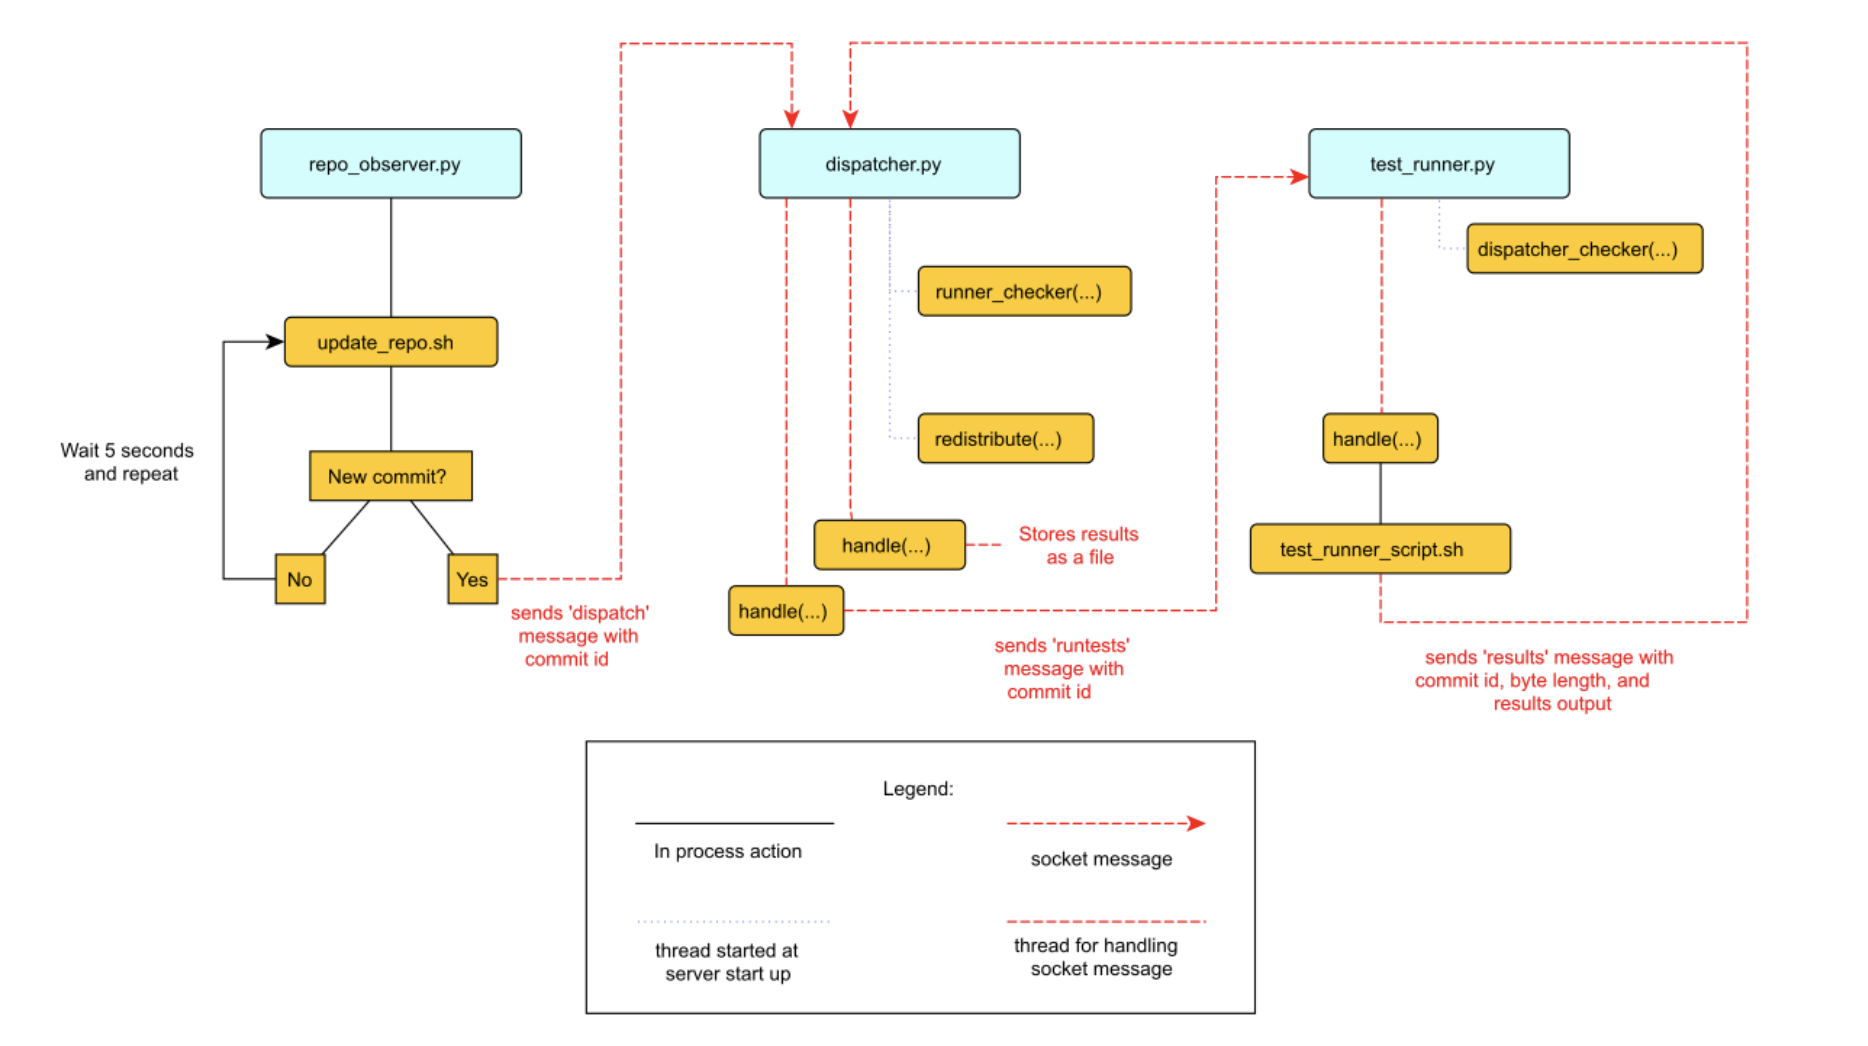 repo_observer.py
dispatcher.py
test_runner.py
dispatcher_checker(...)
runner_checker(...)
update_repo.sh
redistribute(...)
handle(...)
Wait 5 seconds
and repeat
New commit?
Stores results
as a file
handle(...)
test_runner_script.sh
No
Yes
sends 'dispatch'
message with
commit id
handle(...)
sends 'runtests'
message with
commit id
sends 'results' message with
commit id, byte length, and
results output
Legend:
In process action
socket message
thread started at
server start up
thread for handling
socket message